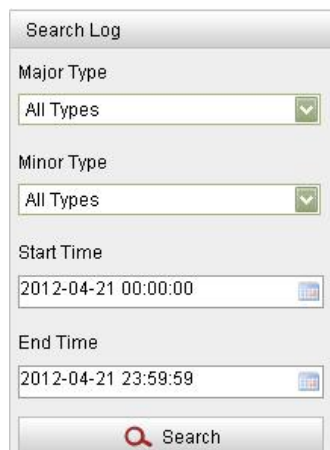 Search Log
Major Type
All Types
Minor Type
All Types
Start Time
2012-04-21 00:00:00
End Time
2012-04-21 23:59:59
Search